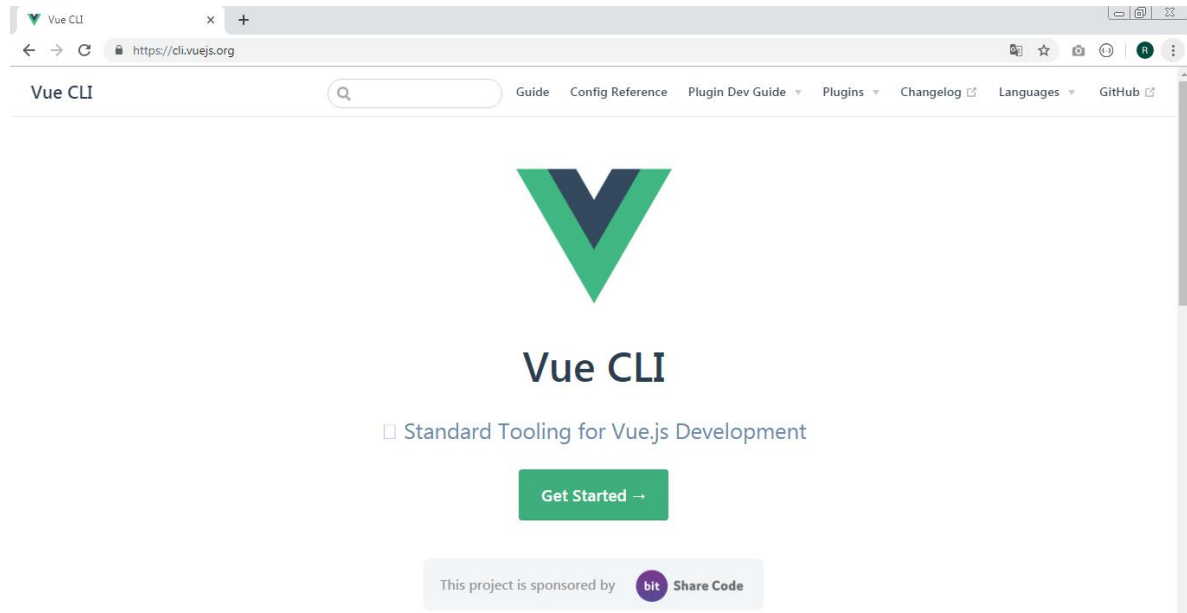 Vue CLI
https://cli.vuejs.org
R
Vue CLI
Guide Config Reference Plugin Dev Guide Plugins Changelog Languages GitHub
Vue CLI
Standard Tooling for Vue.js Development
Get Started →
This project is sponsored by bit Share Code